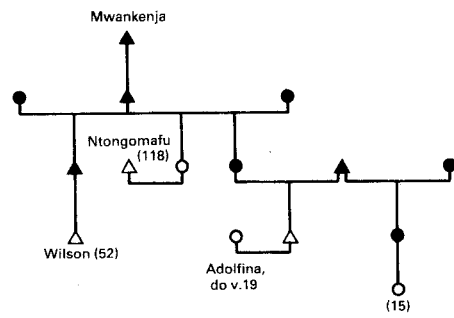 Mwankenja
Ntongomafu
(118)
Wilson (52)
Adolfina,
do v.19
(15)